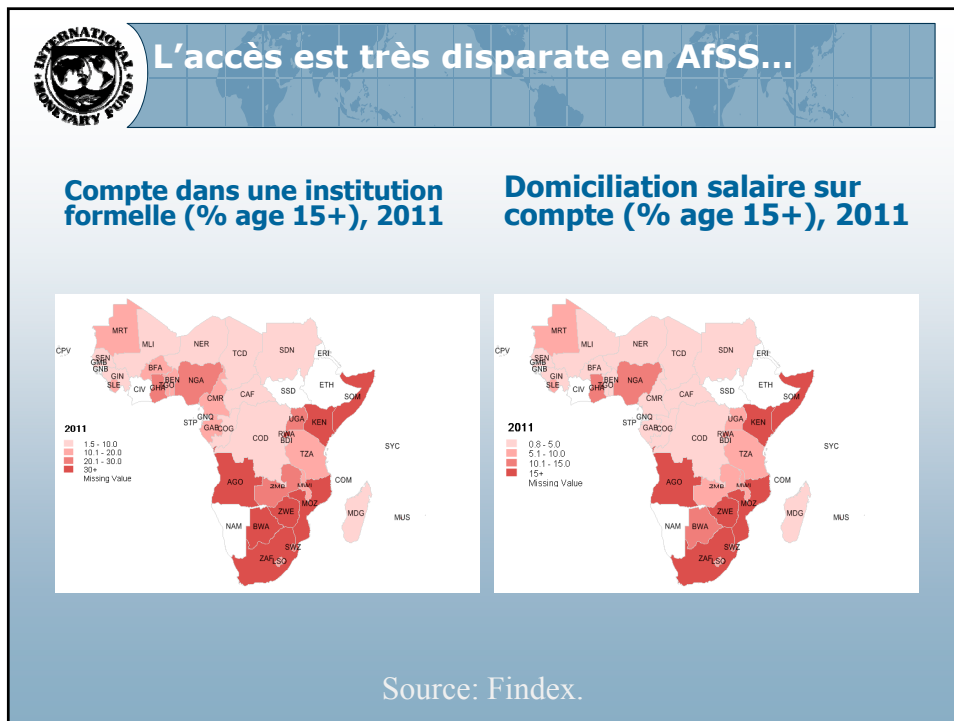 INTERNATIONAL
MONETARY FUND
L'accès est très disparate en AfSS...
Compte dans une institution
formelle (% age 15+), 2011
Domiciliation salaire sur
compte (% age 15+), 2011
CPV
MRT
MLI
NER
TCD
SDN
ERI
SEN
GMB
GNB
GIN
SLE
BFA
CIV
GHA
TGO
BEN
NGA
CMR
CAF
SSD
ETH
SOM
STP
GNQ
GAB
COG
COD
UGA
KEN
RWA
BDI
TZA
SYC
COM
AGO
ZMB
MWI
MOZ
ZWE
NAM
BWA
MDG
MUS
SWZ
ZAF
LSO
2011
1.5 - 10.0
10.1 - 20.0
20.1 - 30.0
30+
Missing Value
CPV
MRT
MLI
NER
TCD
SDN
ERI
SEN
GMB
GNB
GIN
SLE
BFA
CIV
GHA
TGO
BEN
NGA
CMR
CAF
SSD
ETH
SOM
STP
GNQ
GAB
COG
COD
UGA
KEN
RWA
BDI
TZA
SYC
COM
AGO
ZMB
MWI
MOZ
ZWE
NAM
BWA
MDG
MUS
SWZ
ZAF
LSO
2011
0.8 - 5.0
5.1 - 10.0
10.1 - 15.0
15+
Missing Value
Source: Findex.